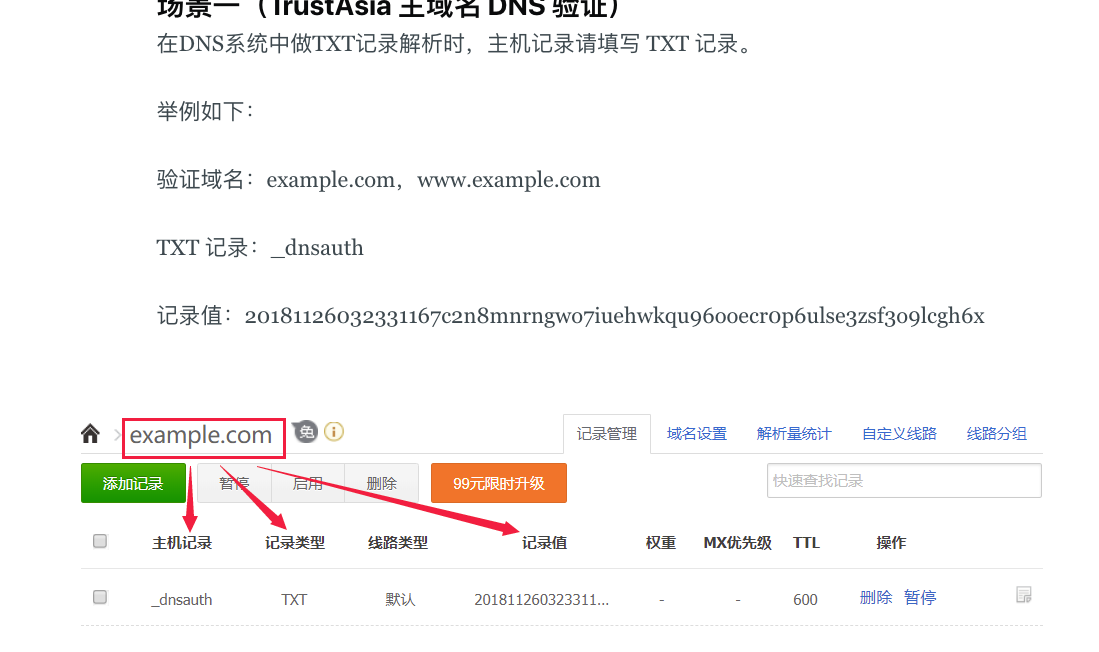 场景一（TrustAsia 主域名 DNS 验证）
在DNS系统中做TXT记录解析时，主机记录请填写 TXT 记录。
举例如下：
验证域名：example.com，www.example.com
TXT 记录：_dnsauth
记录值：20181126032331167c2n8mnrngwo7iuehwkqu96ooecr0p6ulse3zsf3o9lcgh6x
example.com 免 i 记录管理 域名设置 解析量统计 自定义线路 线路分组
添加记录 暂停 启用 删除 99元限时升级 快速查找记录
主机记录 记录类型 线路类型 记录值 权重 MX优先级 TTL 操作
_dnsauth TXT 默认 201811260323311... - - 600 删除 暂停